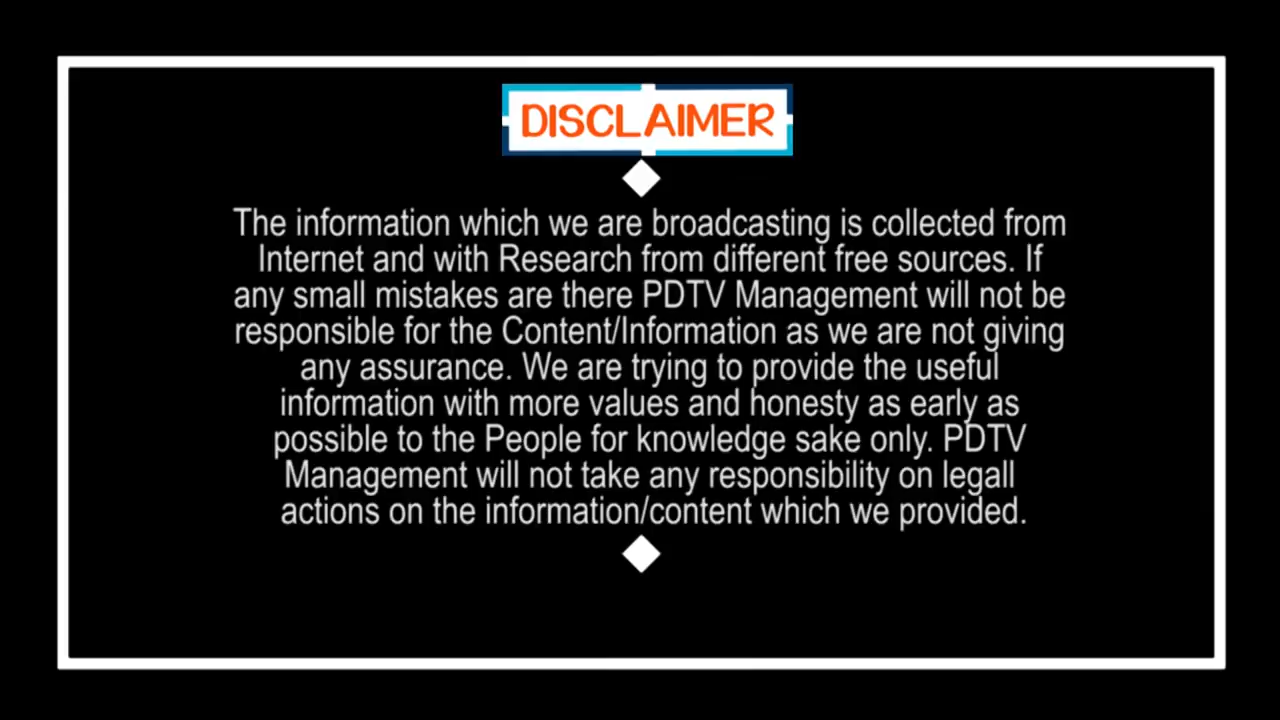 DISCLAIMER
The information which we are broadcasting is collected from
Internet and with Research from different free sources. If
any small mistakes are there PDTV Management will not be
responsible for the Content/Information as we are not giving
any assurance. We are trying to provide the useful
information with more values and honesty as early as
possible to the People for knowledge sake only. PDTV
Management will not take any responsibility on legall
actions on the information/content which we provided.